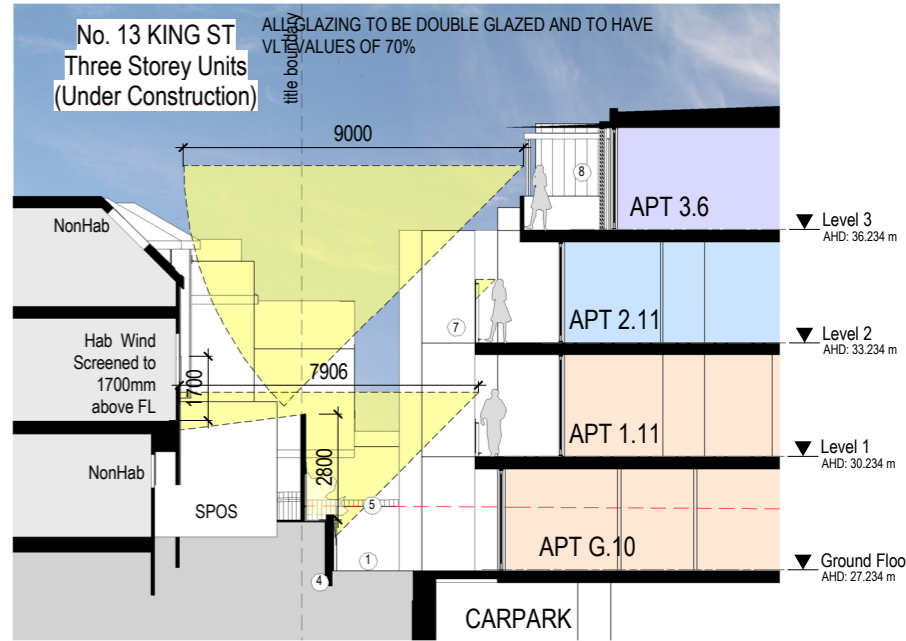 No. 13 KING ST
Three Storey Units
(Under Construction)
title boundary
ALL GLAZING TO BE DOUBLE GLAZED AND TO HAVE
VLT VALUES OF 70%
9000
8
APT 3.6
Level 3
AHD: 36.234 m
NonHab
7
APT 2.11
Level 2
AHD: 33.234 m
Hab Wind
Screened to
1700mm
above FL
1700
7906
APT 1.11
Level 1
AHD: 30.234 m
NonHab
SPOS
2800
5
APT G.10
1
4
Ground Floo
AHD: 27.234 m
CARPARK